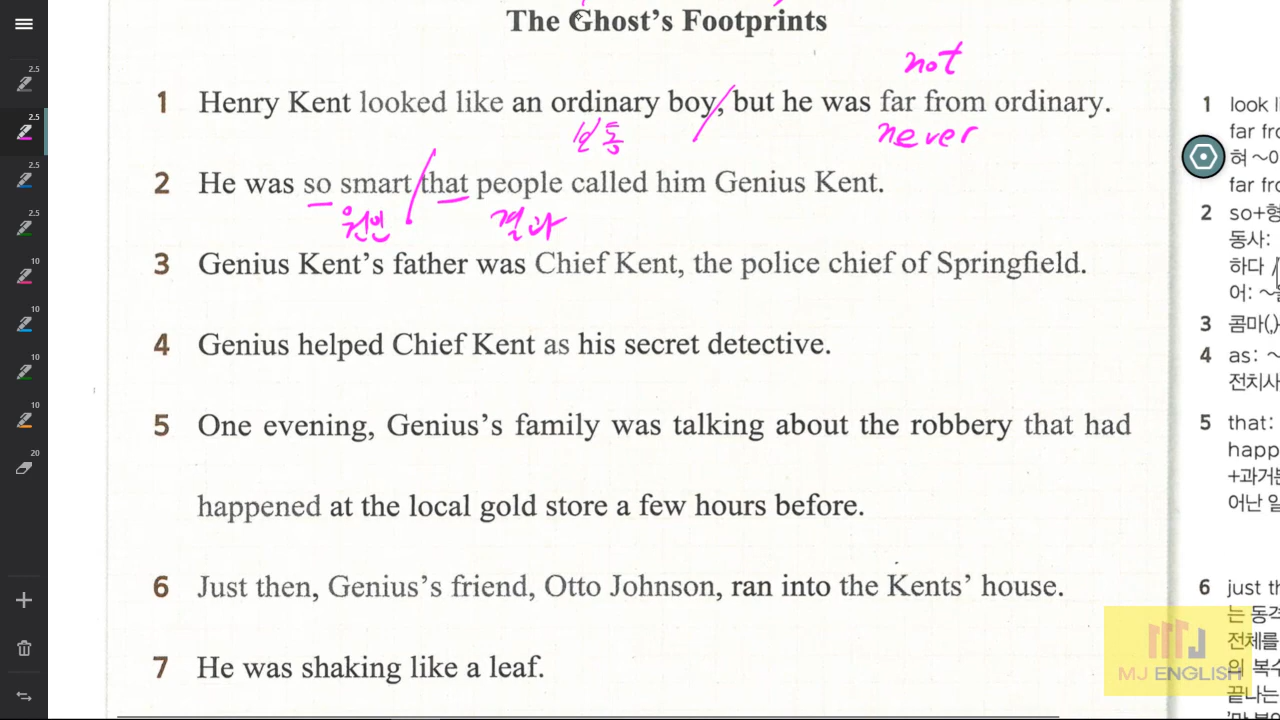 The Ghost's Footprints
not
1 Henry Kent looked like an ordinary boy, but he was far from ordinary.
보통 never
2 He was so smart that people called him Genius Kent.
원인 결과
3 Genius Kent's father was Chief Kent, the police chief of Springfield.
4 Genius helped Chief Kent as his secret detective.
5 One evening, Genius's family was talking about the robbery that had
happened at the local gold store a few hours before.
6 Just then, Genius's friend, Otto Johnson, ran into the Kents' house.
7 He was shaking like a leaf.
1 look l
far fro
혀 ~이
far fro
2 so+형
동사:
하다
어: ~
3 콤마(,)
4 as: ~
전치사
5 that:
happ
+과거분
어난 일
6 just th
는 동격
전체를
의 복수
끝나는
MJ ENGLISH
2.5
2.5
2.5
2.5
10
10
10
10
20